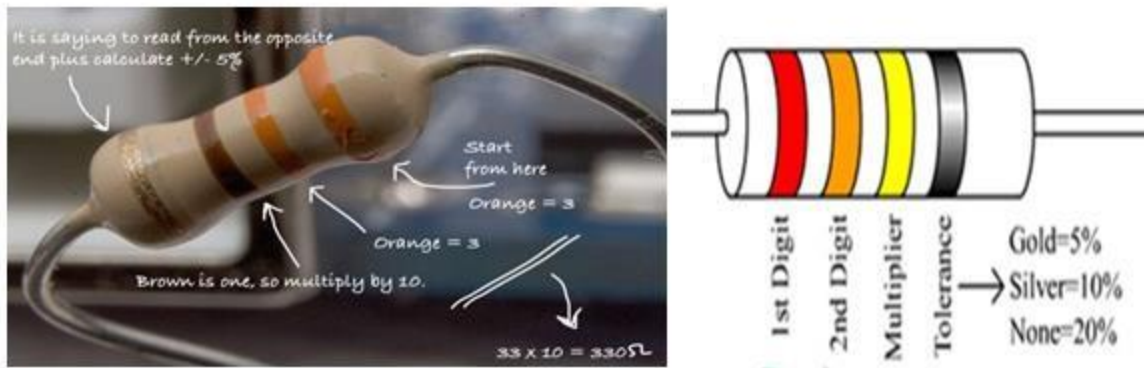 It is saying to read from the opposite
end plus calculate +/- 5%
Start
from here
Orange = 3
Orange = 3
Brown is one, so multiply by 10.
33 x 10 = 330Ω
1st Digit
2nd Digit
Multiplier
Tolerance
Gold=5%
Silver=10%
None=20%